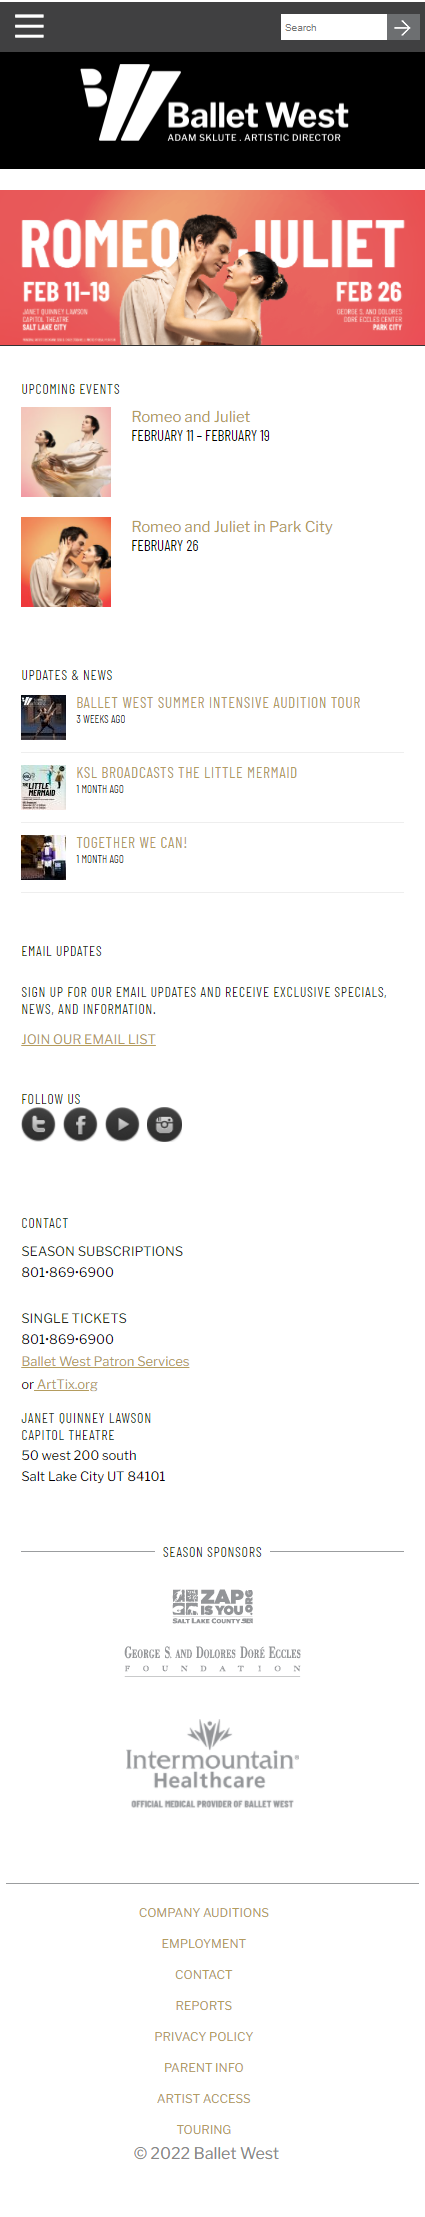 Search
Ballet West
ADAM SKLUTE . ARTISTIC DIRECTOR
ROMEO JULIET
FEB 11–19
FEB 26
JANET QUINNEY LAWSON
CAPITOL THEATRE
SALT LAKE CITY
GEORGE S. AND DOLORES
DORÉ ECCLES CENTER
PARK CITY
UPCOMING EVENTS
Romeo and Juliet
FEBRUARY 11 – FEBRUARY 19
Romeo and Juliet in Park City
FEBRUARY 26
UPDATES & NEWS
BALLET WEST SUMMER INTENSIVE AUDITION TOUR
3 WEEKS AGO
LITTLE
MERMAID
KSL BROADCASTS THE LITTLE MERMAID
1 MONTH AGO
TOGETHER WE CAN!
1 MONTH AGO
EMAIL UPDATES
SIGN UP FOR OUR EMAIL UPDATES AND RECEIVE EXCLUSIVE SPECIALS,
NEWS, AND INFORMATION.
JOIN OUR EMAIL LIST
FOLLOW US
CONTACT
SEASON SUBSCRIPTIONS
801•869•6900
SINGLE TICKETS
801•869•6900
Ballet West Patron Services
or ArtTix.org
JANET QUINNEY LAWSON
CAPITOL THEATRE
50 west 200 south
Salt Lake City UT 84101
SEASON SPONSORS
ZAP
IS YOU
.ORG
SALT LAKE COUNTY
GEORGE S. AND DOLORES DORÉ ECCLES
FOUNDATION
Intermountain®
Healthcare
OFFICIAL MEDICAL PROVIDER OF BALLET WEST
COMPANY AUDITIONS
EMPLOYMENT
CONTACT
REPORTS
PRIVACY POLICY
PARENT INFO
ARTIST ACCESS
TOURING
© 2022 Ballet West